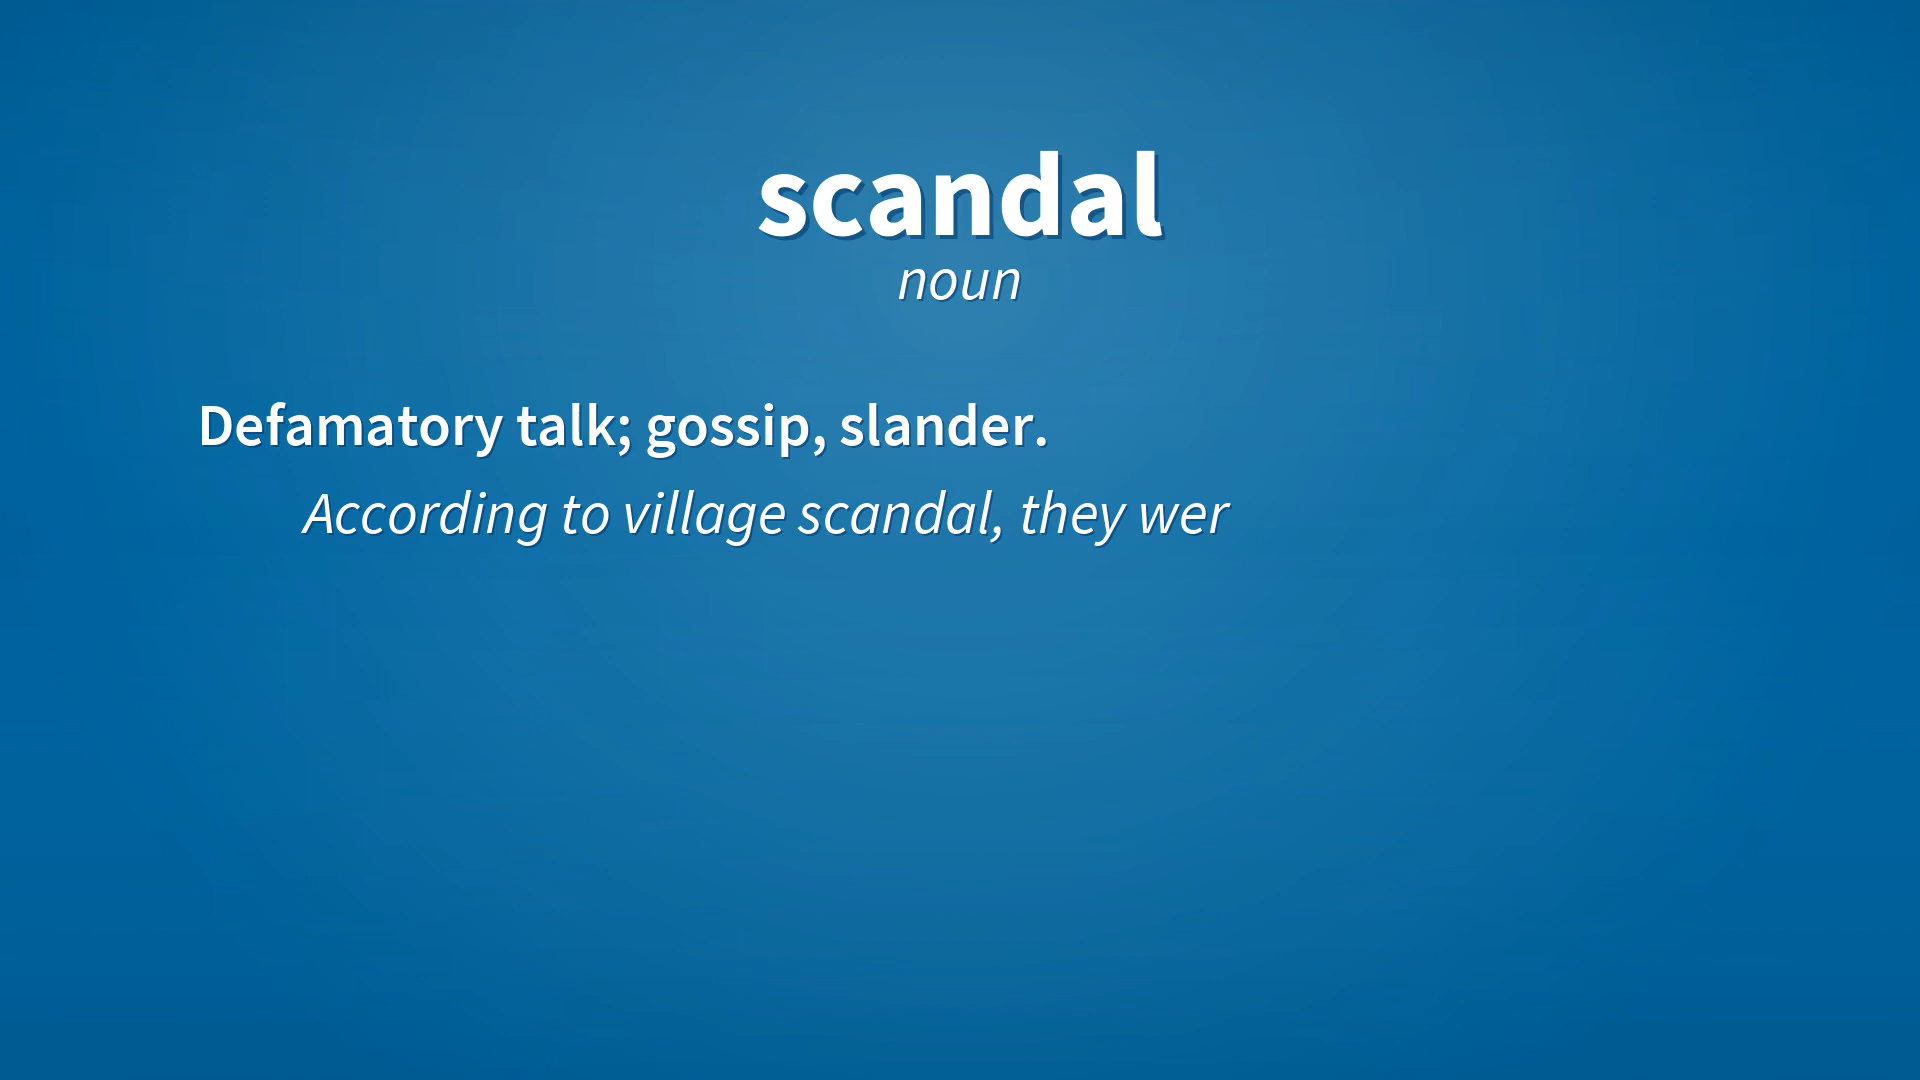 scandal
noun
Defamatory talk; gossip, slander.
According to village scandal, they wer